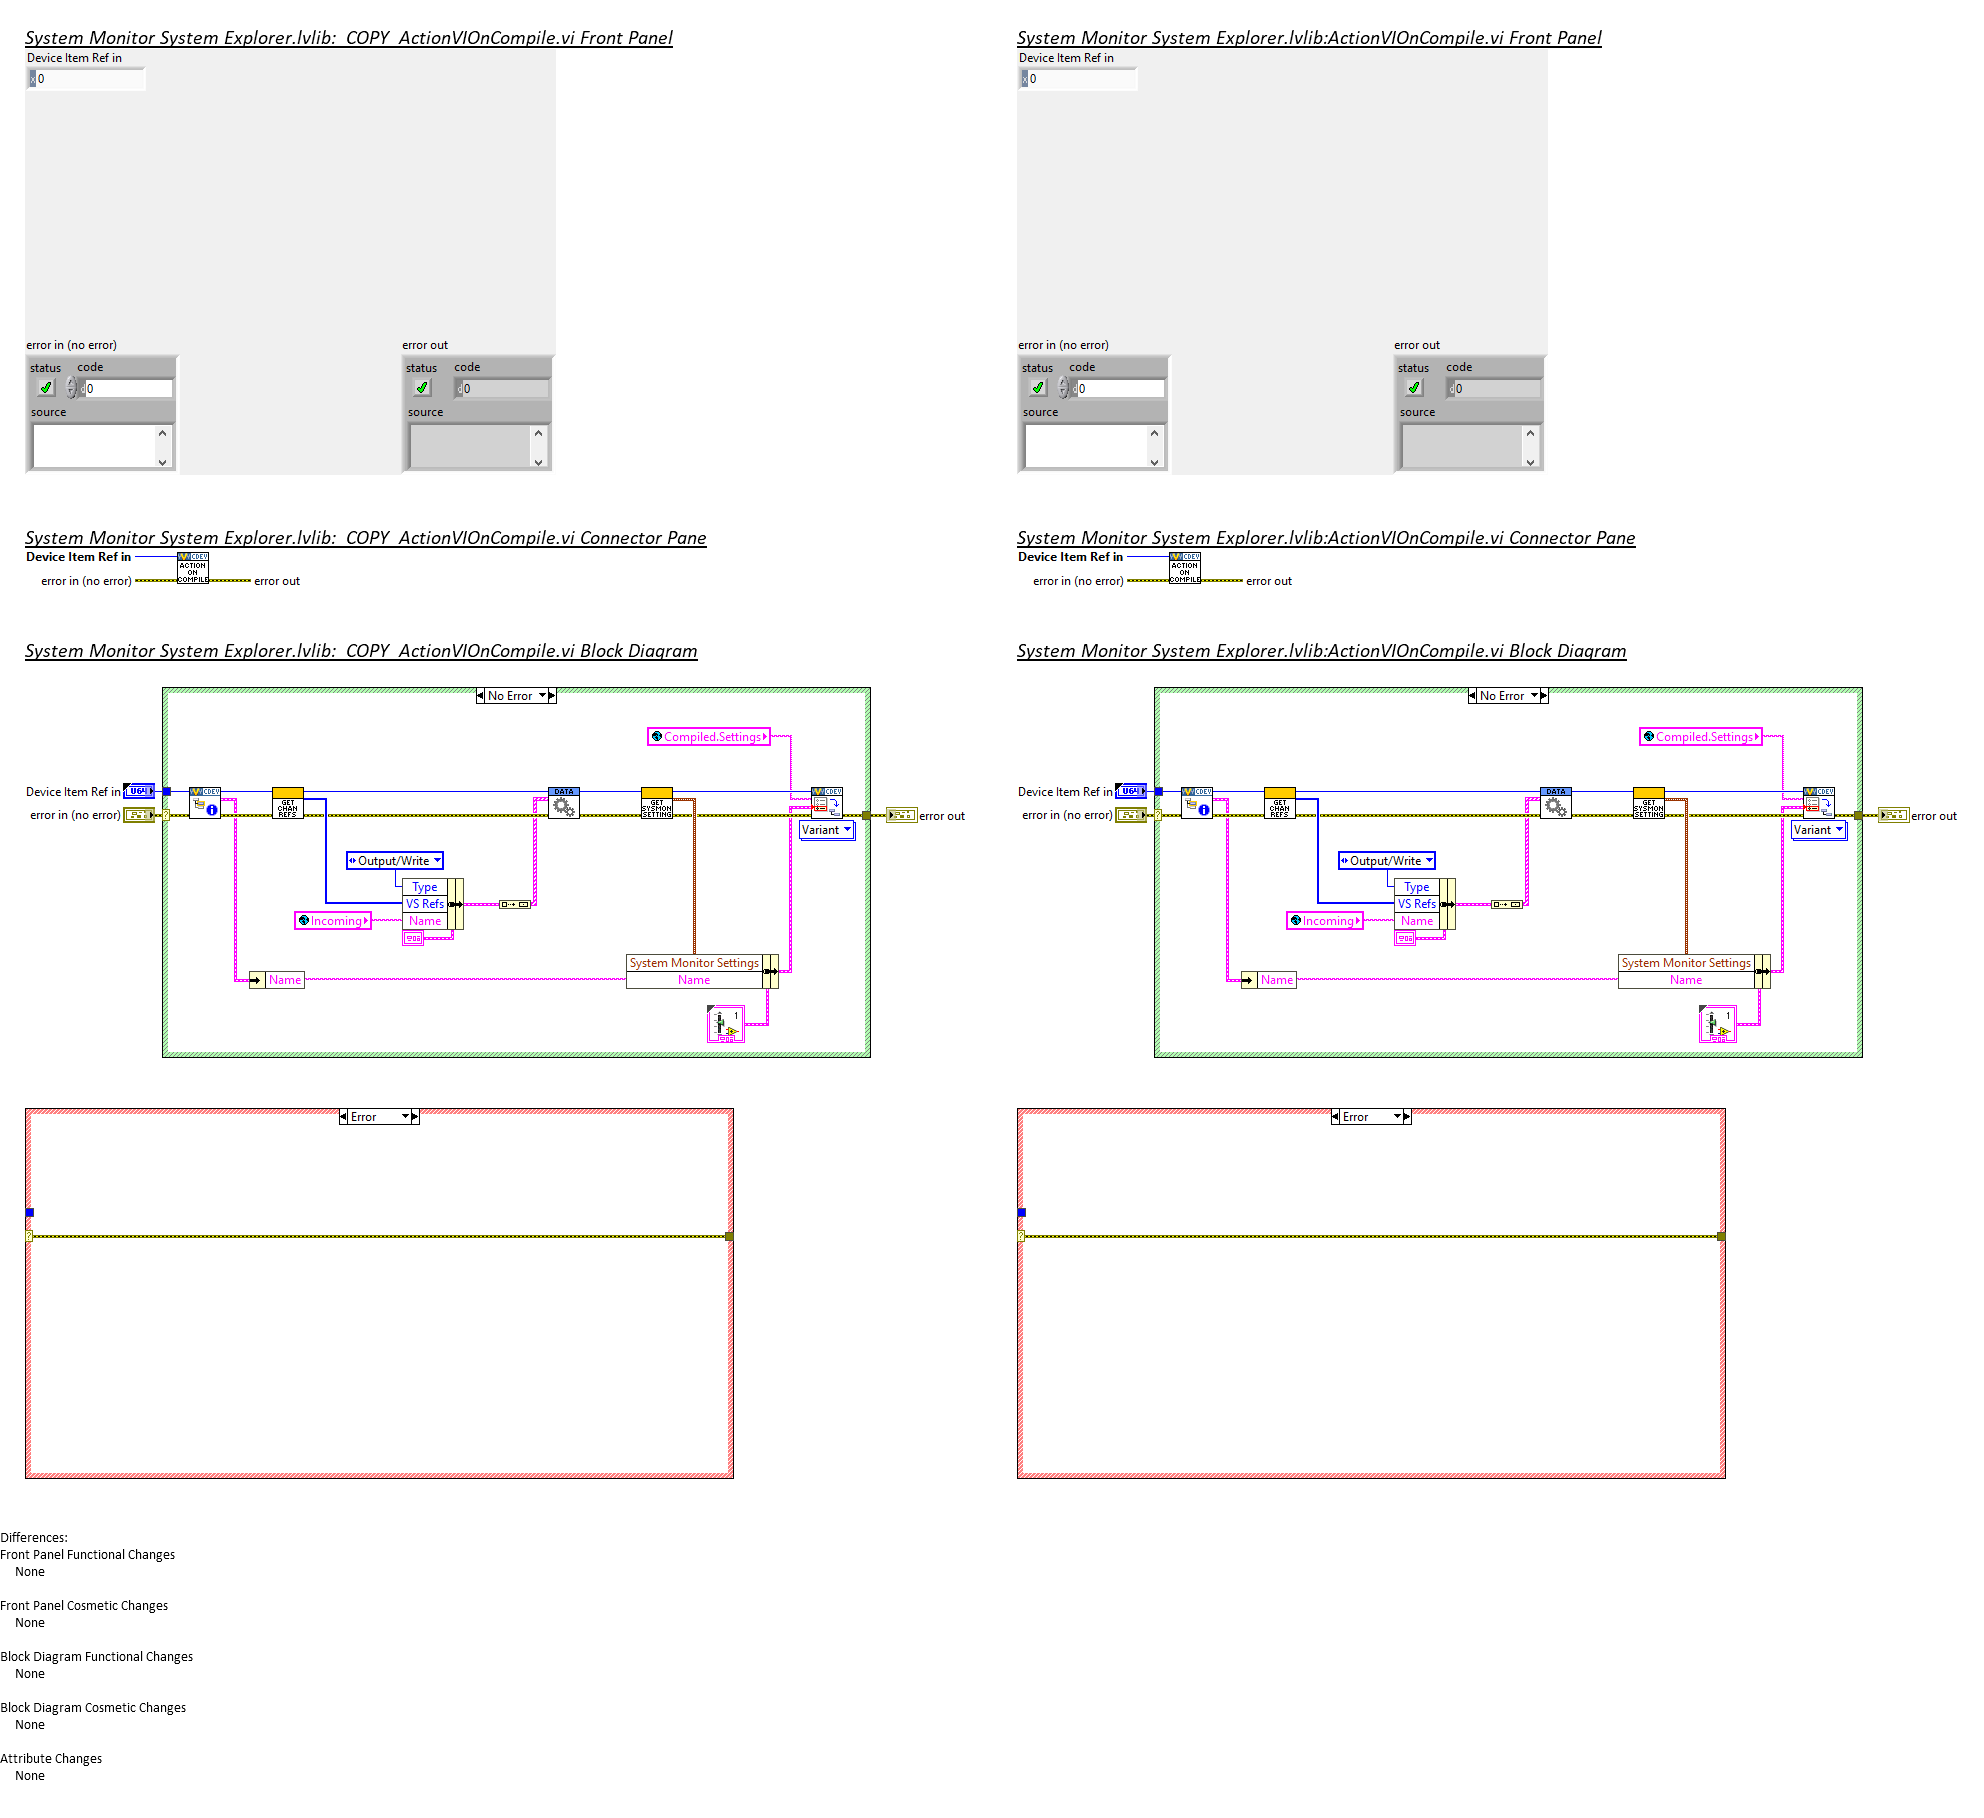 System Monitor System Explorer.lvlib:  COPY  ActionVIOnCompile.vi Front Panel
Device Item Ref in
0
error in (no error)
error out
status code
0
status code
0
source
source
System Monitor System Explorer.lvlib:ActionVIOnCompile.vi Front Panel
Device Item Ref in
0
error in (no error)
error out
status code
0
status code
0
source
source
System Monitor System Explorer.lvlib:  COPY  ActionVIOnCompile.vi Connector Pane
Device Item Ref in
CDEV
ACTION
ON
COMPILE
error in (no error)
error out
System Monitor System Explorer.lvlib:ActionVIOnCompile.vi Connector Pane
Device Item Ref in
CDEV
ACTION
ON
COMPILE
error in (no error)
error out
System Monitor System Explorer.lvlib:  COPY  ActionVIOnCompile.vi Block Diagram
No Error
Compiled.Settings
Device Item Ref in
U64
CDEV
DATA
CDEV
GET
CHAN
REFS
GET
SYSMON
SETTING
error in (no error)
?
error out
Variant
Output/Write
Type
VS Refs
Incoming
Name
System Monitor Settings
Name
Name
1
Error
?
System Monitor System Explorer.lvlib:ActionVIOnCompile.vi Block Diagram
No Error
Compiled.Settings
Device Item Ref in
U64
CDEV
DATA
CDEV
GET
CHAN
REFS
GET
SYSMON
SETTING
error in (no error)
?
error out
Variant
Output/Write
Type
VS Refs
Incoming
Name
System Monitor Settings
Name
Name
1
Error
?
Differences:
Front Panel Functional Changes
None
Front Panel Cosmetic Changes
None
Block Diagram Functional Changes
None
Block Diagram Cosmetic Changes
None
Attribute Changes
None